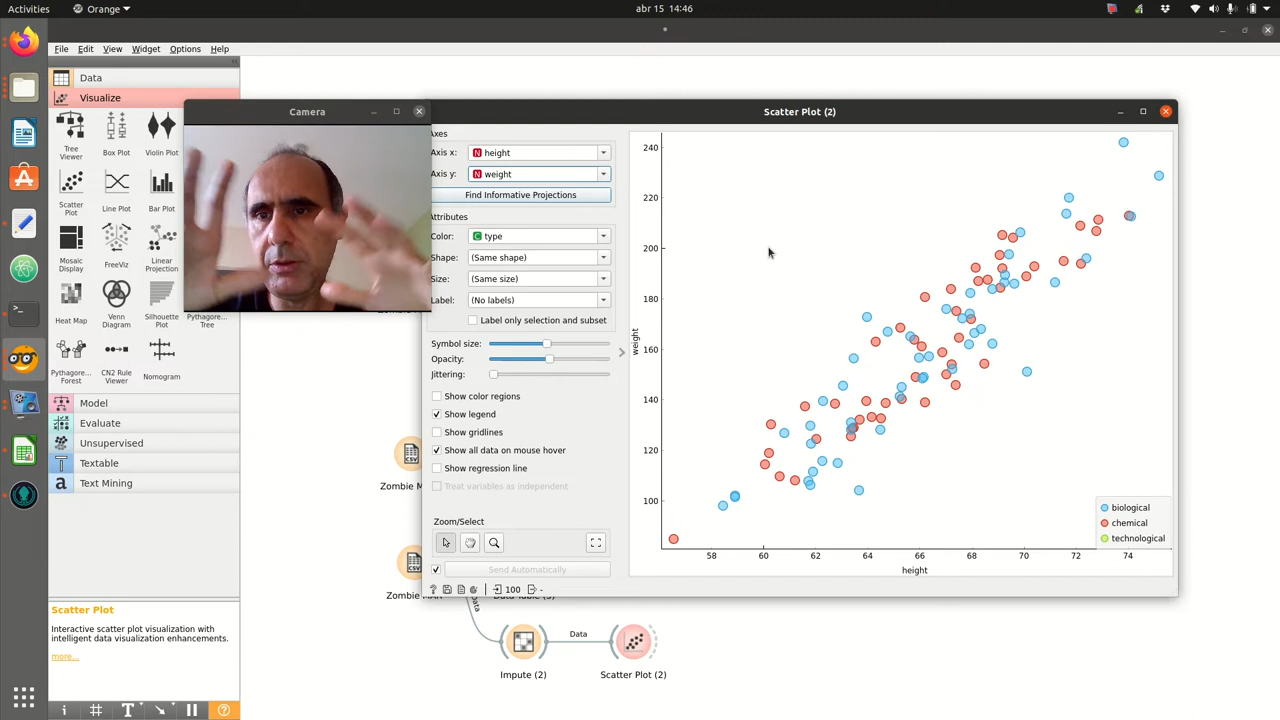 Activities
Orange
abr 15 14:46
File Edit View Widget Options Help
Data
Visualize
Tree Viewer
Box Plot
Violin Plot
Scatter Plot
Line Plot
Bar Plot
Mosaic Display
FreeViz
Linear Projection
Heat Map
Venn Diagram
Silhouette Plot
Pythagore... Tree
Pythagore... Forest
CN2 Rule Viewer
Nomogram
Model
Evaluate
Unsupervised
Textable
Text Mining
Scatter Plot
Interactive scatter plot visualization with
intelligent data visualization enhancements.
more...
Camera
Scatter Plot (2)
Axes
Axis x: height
Axis y: weight
Find Informative Projections
Attributes
Color: type
Shape: (Same shape)
Size: (Same size)
Label: (No labels)
Label only selection and subset
Symbol size:
Opacity:
Jittering:
Show color regions
Show legend
Show gridlines
Show all data on mouse hover
Show regression line
Treat variables as independent
Zoom/Select
Send Automatically
100 -
240
220
200
180
160
140
120
100
weight
58 60 62 64 66 68 70 72 74
height
biological
chemical
technological
Data
Impute (2)
Data
Scatter Plot (2)